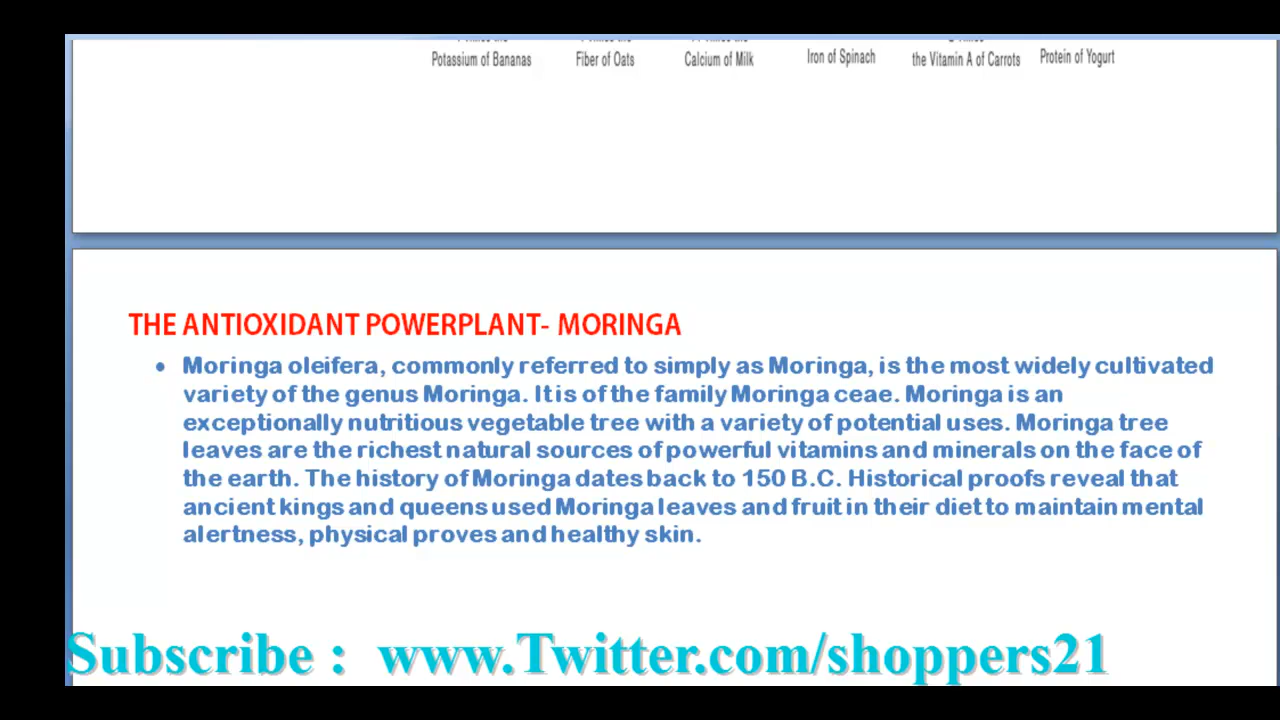 Potassium of Bananas Fiber of Oats Calcium of Milk Iron of Spinach the Vitamin A of Carrots Protein of Yogurt
THE ANTIOXIDANT POWERPLANT- MORINGA
• Moringa oleifera, commonly referred to simply as Moringa, is the most widely cultivated
variety of the genus Moringa. It is of the family Moringa ceae. Moringa is an
exceptionally nutritious vegetable tree with a variety of potential uses. Moringa tree
leaves are the richest natural sources of powerful vitamins and minerals on the face of
the earth. The history of Moringa dates back to 150 B.C. Historical proofs reveal that
ancient kings and queens used Moringa leaves and fruit in their diet to maintain mental
alertness, physical proves and healthy skin.
Subscribe : www.Twitter.com/shoppers21